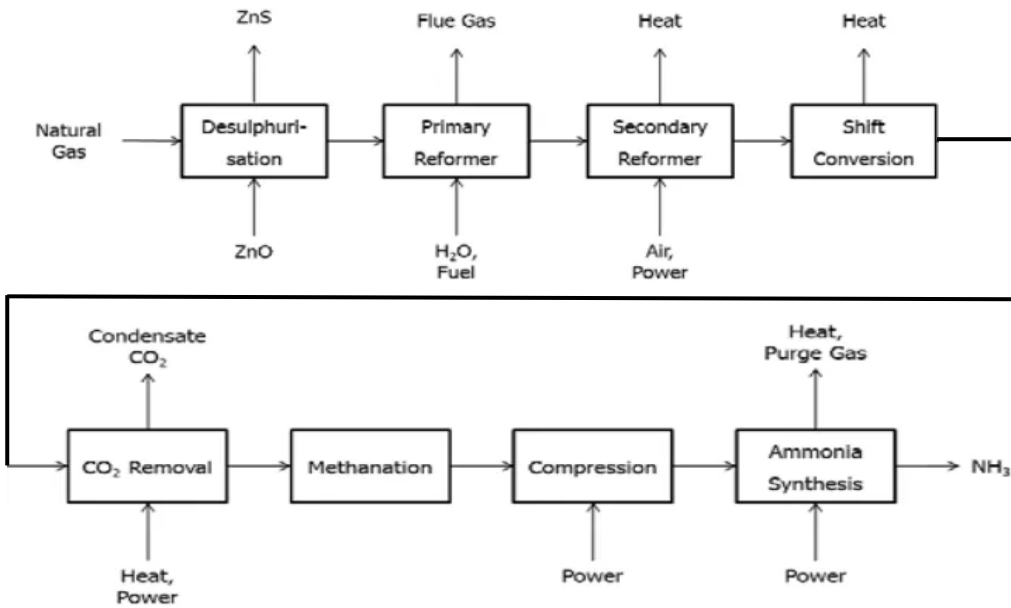 ZnS
Flue Gas
Heat
Heat
Natural
Gas
Desulphuri-
sation
Primary
Reformer
Secondary
Reformer
Shift
Conversion
ZnO
H₂O,
Fuel
Air,
Power
Condensate
CO₂
Heat,
Purge Gas
CO₂ Removal
Methanation
Compression
Ammonia
Synthesis
NH₃
Heat,
Power
Power
Power